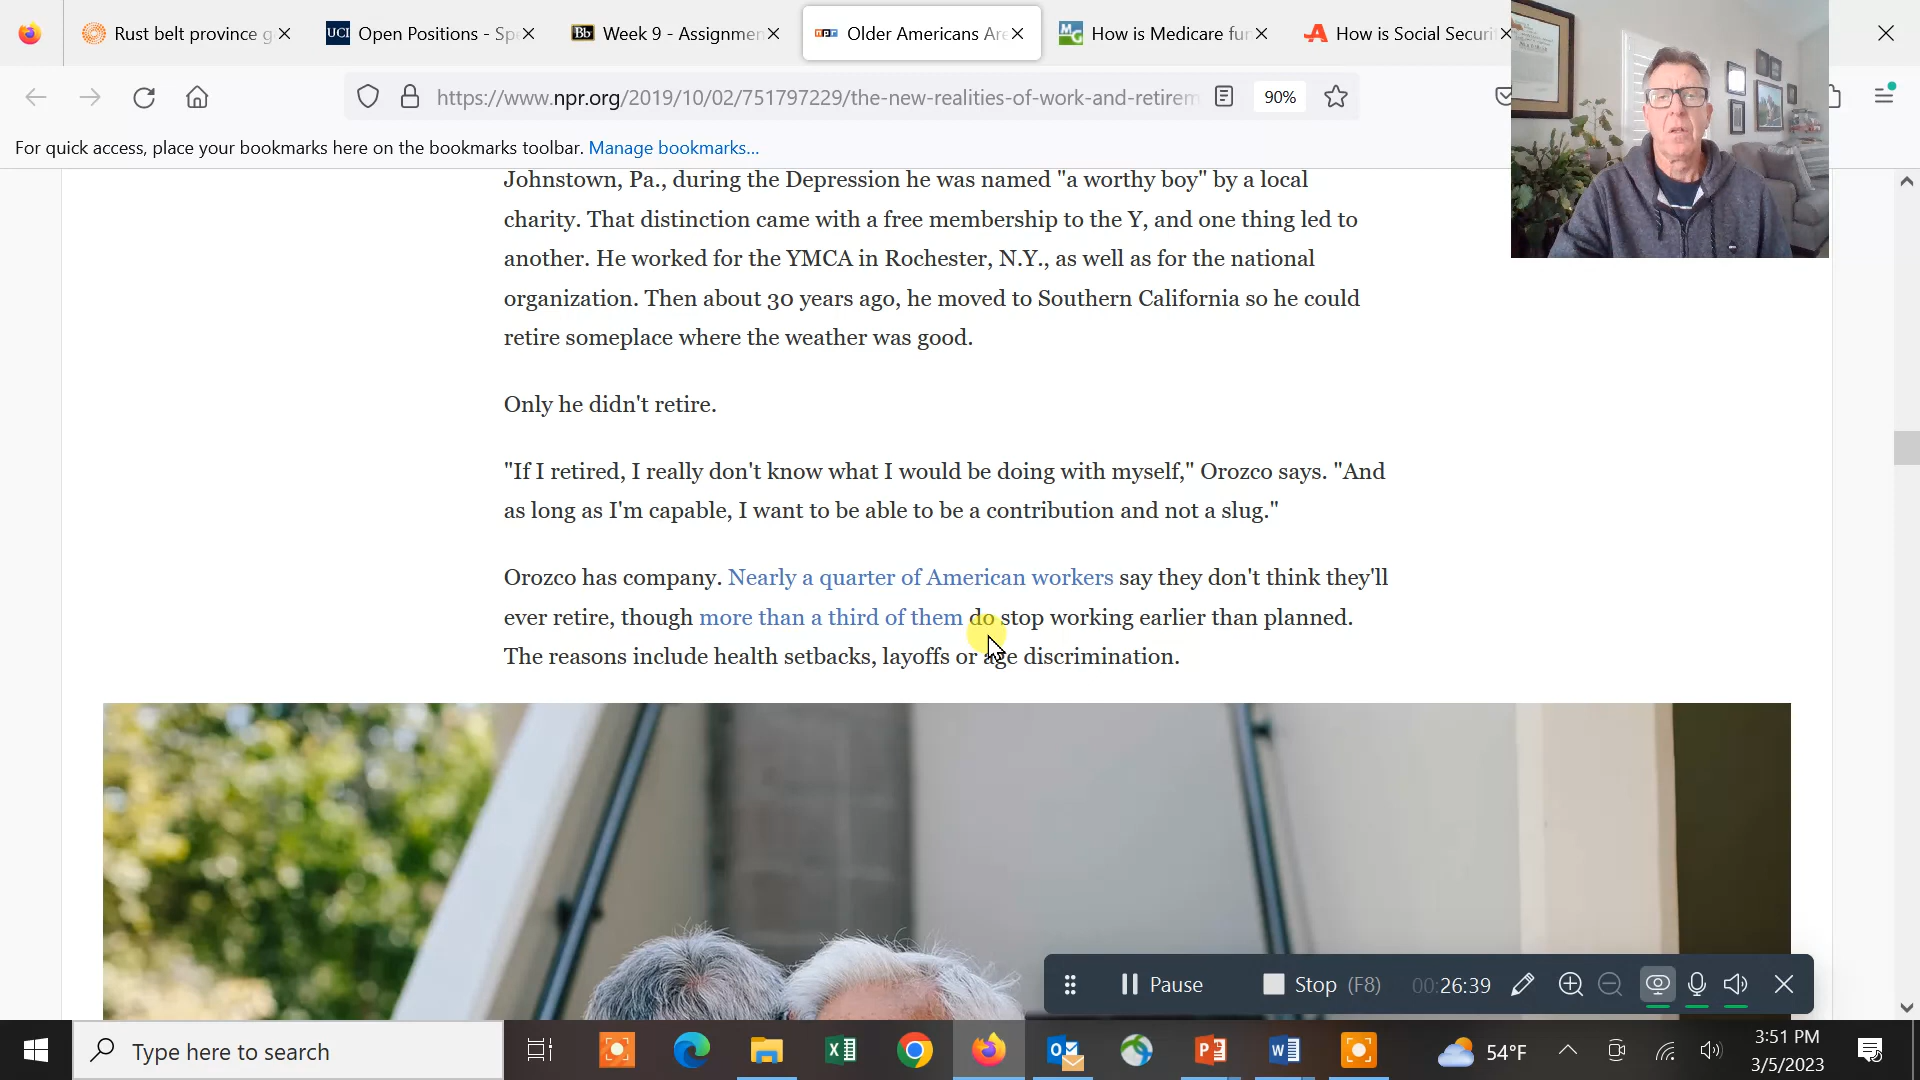 Rust belt province g
Open Positions - Sp
Week 9 - Assignmen
Older Americans Are
How is Medicare fun
How is Social Securi
https://www.npr.org/2019/10/02/751797229/the-new-realities-of-work-and-retirem
90%
For quick access, place your bookmarks here on the bookmarks toolbar. Manage bookmarks...
Johnstown, Pa., during the Depression he was named "a worthy boy" by a local
charity. That distinction came with a free membership to the Y, and one thing led to
another. He worked for the YMCA in Rochester, N.Y., as well as for the national
organization. Then about 30 years ago, he moved to Southern California so he could
retire someplace where the weather was good.
Only he didn't retire.
"If I retired, I really don't know what I would be doing with myself," Orozco says. "And
as long as I'm capable, I want to be able to be a contribution and not a slug."
Orozco has company. Nearly a quarter of American workers say they don't think they'll
ever retire, though more than a third of them do stop working earlier than planned.
The reasons include health setbacks, layoffs or age discrimination.
Pause
Stop (F8)
00:26:39
Type here to search
54°F
3:51 PM
3/5/2023